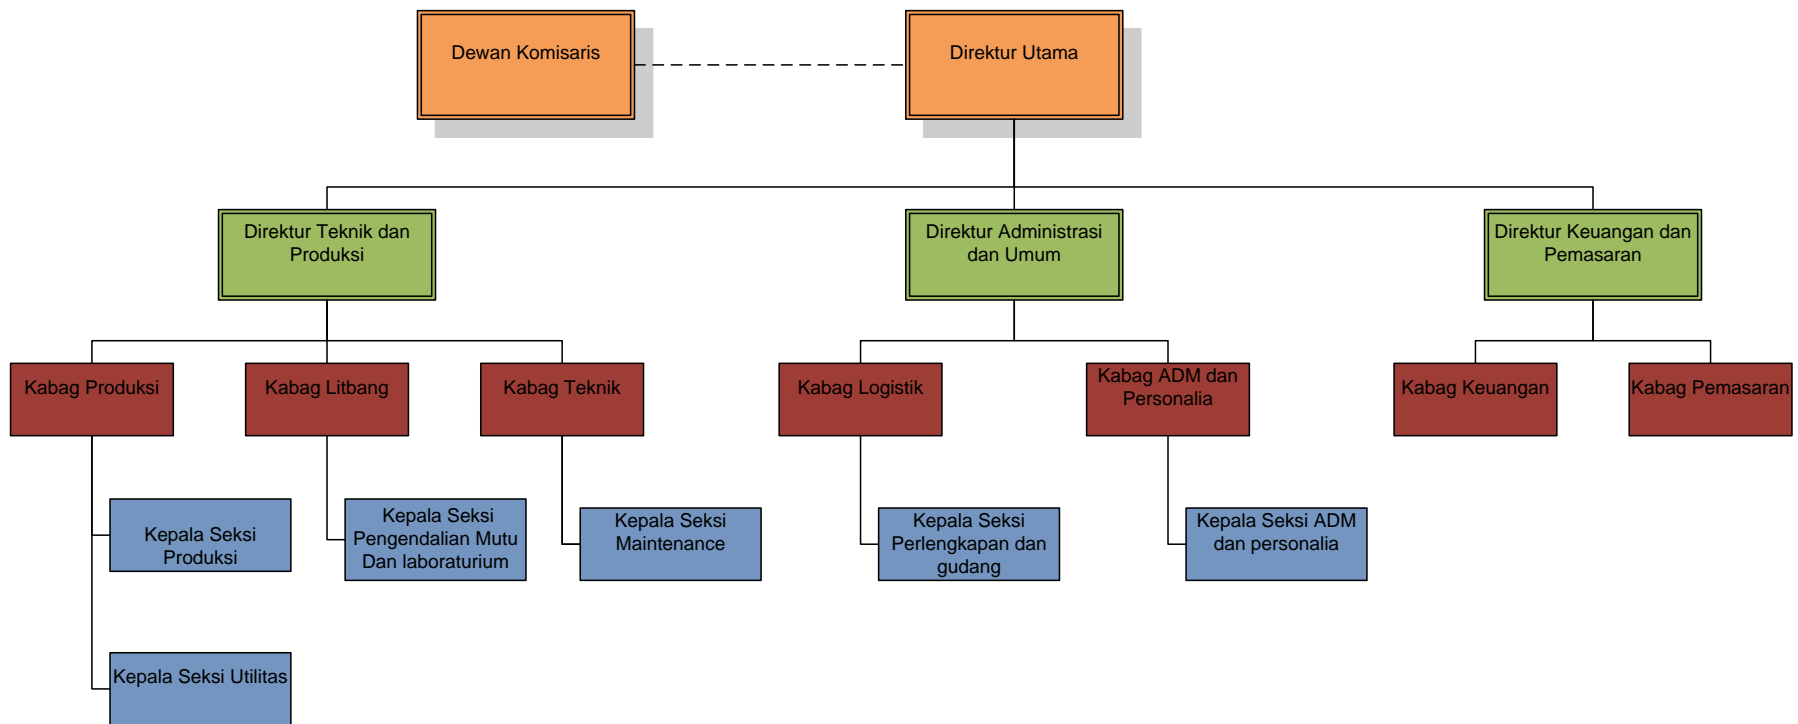 Dewan Komisaris
Direktur Utama
Direktur Teknik dan
Produksi
Direktur Administrasi
dan Umum
Direktur Keuangan dan
Pemasaran
Kabag Produksi
Kabag Litbang
Kabag Teknik
Kabag Logistik
Kabag ADM dan
Personalia
Kabag Keuangan
Kabag Pemasaran
Kepala Seksi
Produksi
Kepala Seksi
Pengendalian Mutu
Dan laboraturium
Kepala Seksi
Maintenance
Kepala Seksi
Perlengkapan dan
gudang
Kepala Seksi ADM
dan personalia
Kepala Seksi Utilitas